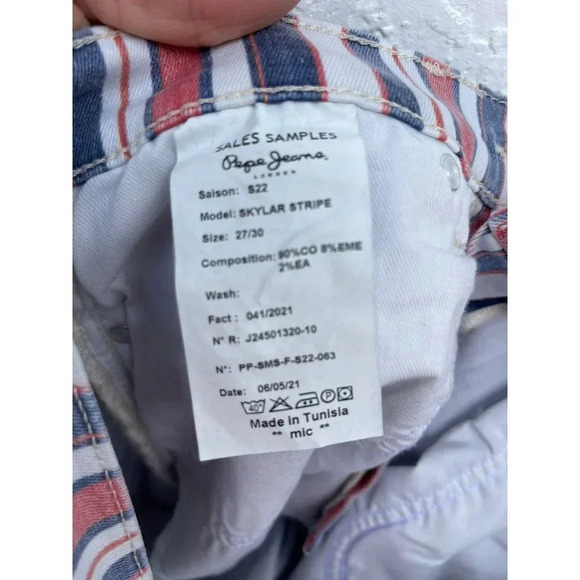 SALES SAMPLES
Pepe Jeans
LONDON
Saison: S22
Model: SKYLAR STRIPE
Size: 27/30
Composition: 90%CO 8%EME
2%EA
Wash:
Fact : 041/2021
N° R: J24501320-10
N°: PP-SMS-F-S22-063
Date: 06/05/21
40° P
Made in Tunisia
** mic **